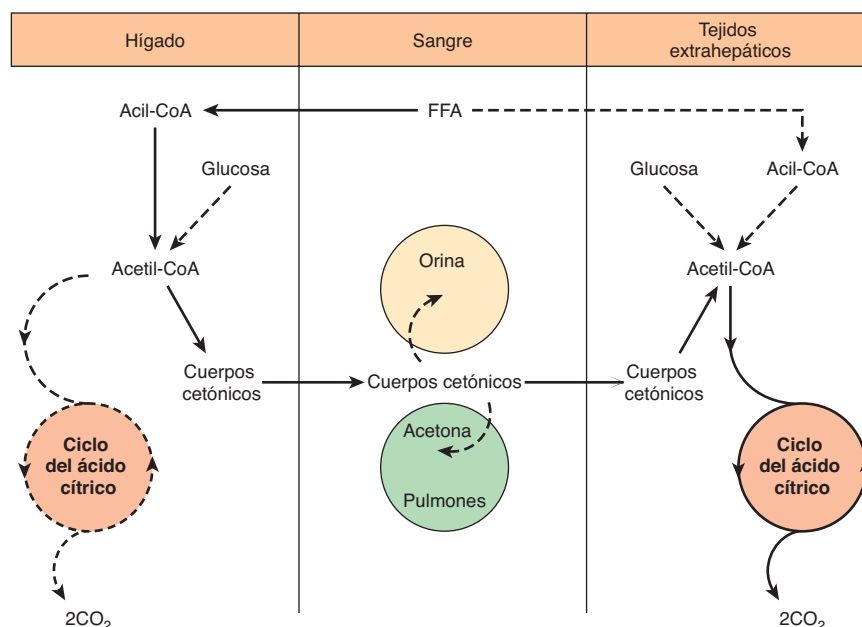 Hígado
Sangre
Tejidos
extrahepáticos
Acil-CoA
FFA
Glucosa
Glucosa
Acil-CoA
Acetil-CoA
Orina
Acetil-CoA
Cuerpos
cetónicos
Cuerpos cetónicos
Cuerpos
cetónicos
Acetona
Pulmones
Ciclo
del ácido
cítrico
Ciclo
del ácido
cítrico
2CO₂
2CO₂